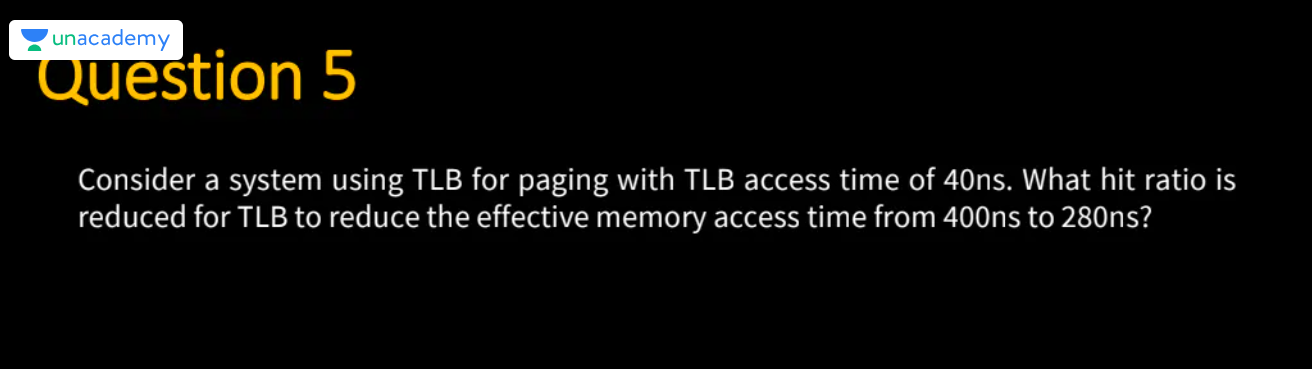 unacademy
Question 5
Consider a system using TLB for paging with TLB access time of 40ns. What hit ratio is
reduced for TLB to reduce the effective memory access time from 400ns to 280ns?